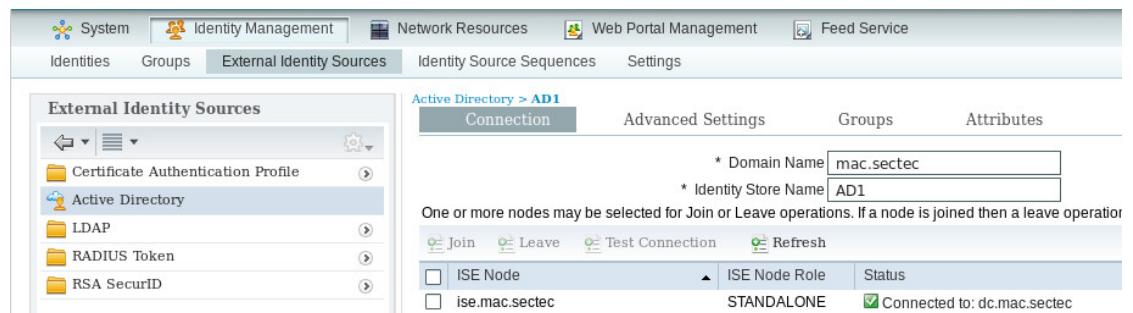 System Identity Management Network Resources Web Portal Management Feed Service
Identities Groups External Identity Sources Identity Source Sequences Settings
External Identity Sources
Certificate Authentication Profile
Active Directory
LDAP
RADIUS Token
RSA SecurID
Active Directory > AD1
Connection Advanced Settings Groups Attributes
* Domain Name mac.sectec
* Identity Store Name AD1
One or more nodes may be selected for Join or Leave operations. If a node is joined then a leave operation
Join Leave Test Connection Refresh
ISE Node ISE Node Role Status
ise.mac.sectec STANDALONE Connected to: dc.mac.sectec